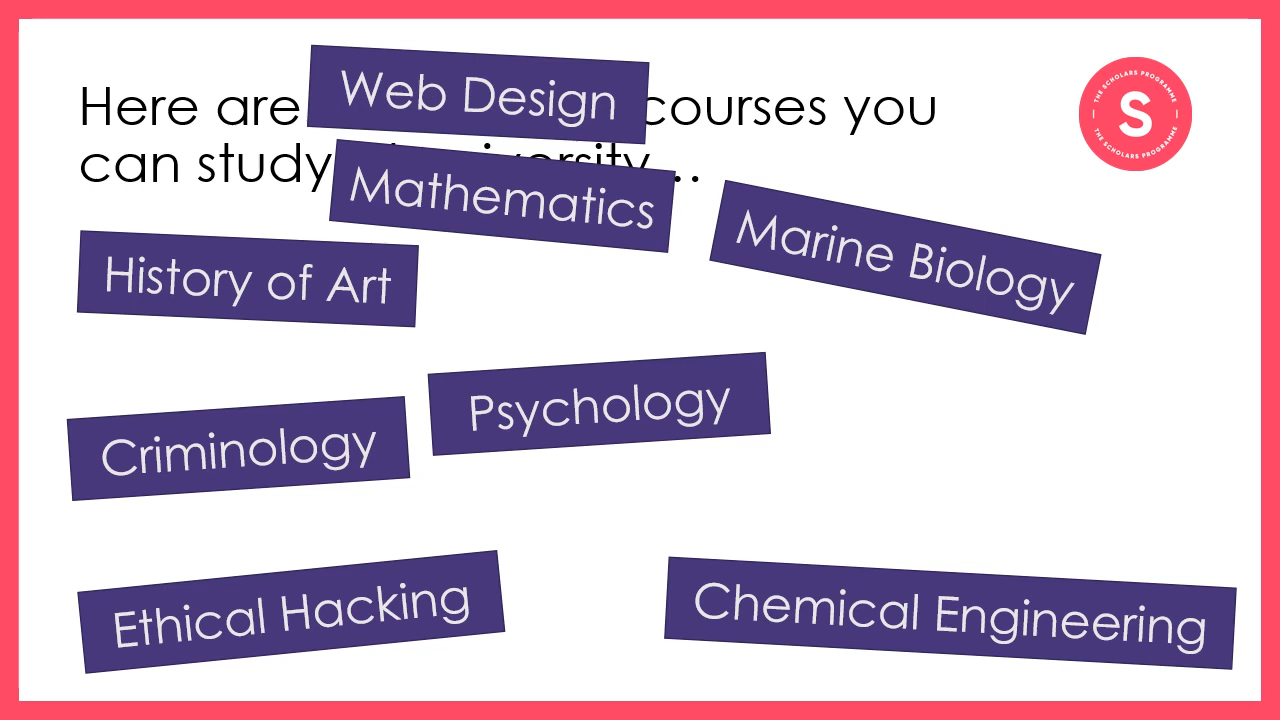 Here are courses you
can study university…
Web Design
Mathematics
Marine Biology
History of Art
Psychology
Criminology
Ethical Hacking
Chemical Engineering
THE SCHOLARS PROGRAMME
S
THE SCHOLARS PROGRAMME